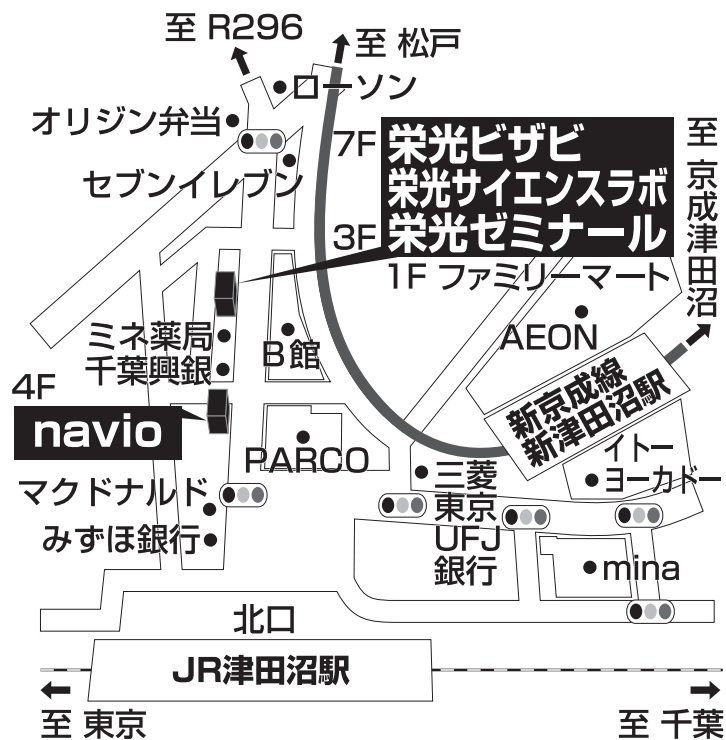 至 R296
至 松戸
ローソン
オリジン弁当
セブンイレブン
7F 栄光ビザビ
栄光サイエンスラボ
3F 栄光ゼミナール
1F ファミリーマート
至 京成津田沼
AEON
ミネ薬局
千葉興銀
B館
4F
navio
PARCO
新京成線
新津田沼駅
イトー
ヨーカドー
マクドナルド
みずほ銀行
三菱
東京
UFJ
銀行
mina
北口
JR津田沼駅
至 東京
至 千葉